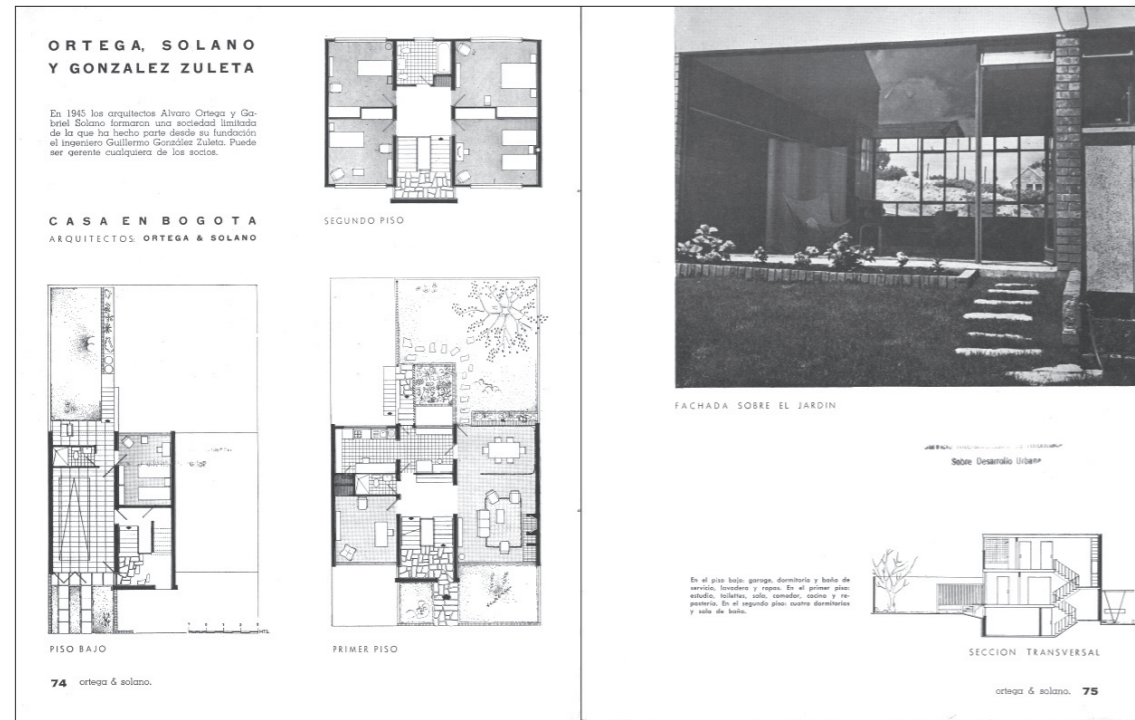 ORTEGA, SOLANO
Y GONZALEZ ZULETA
En 1945 los arquitectos Alvaro Ortega y Ga-
briel Solano formaron una sociedad limitada
de la que ha hecho parte desde su fundación
el ingeniero Guillermo González Zuleta. Puede
ser gerente cualquiera de los socios.
SEGUNDO PISO
CASA EN BOGOTA
ARQUITECTOS: ORTEGA & SOLANO
PISO BAJO
PRIMER PISO
74 ortega & solano.
FACHADA SOBRE EL JARDIN
Sobre Desarrollo Urbano
En el piso bajo: garage, dormitorio y baño de
servicio, lavadero y ropas. En el primer piso:
estudio, toilettes, sala, comedor, cocina y re-
postería. En el segundo piso: cuatro dormitorios
y sala de baño.
SECCION TRANSVERSAL
ortega & solano. 75